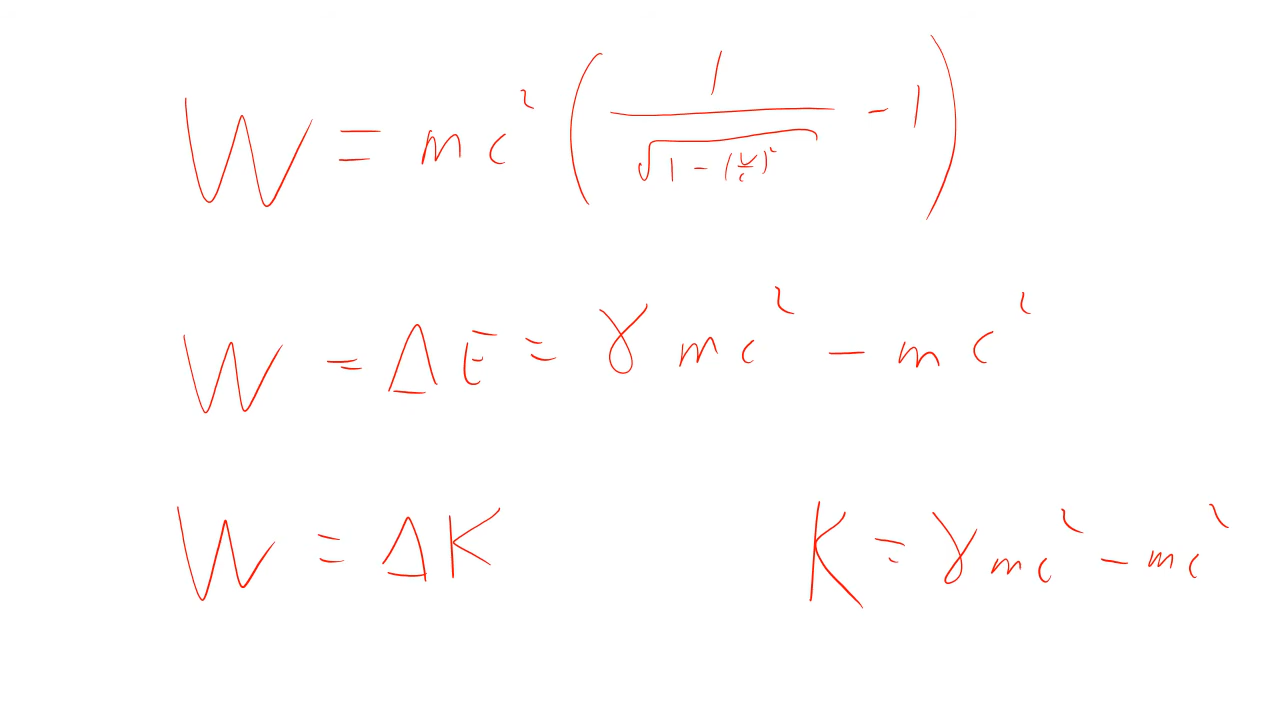 W = mc² ( 1 / √(1 - (v/c)²) - 1 )
W = ΔE = γmc² - mc²
W = ΔK K = γmc² - mc²